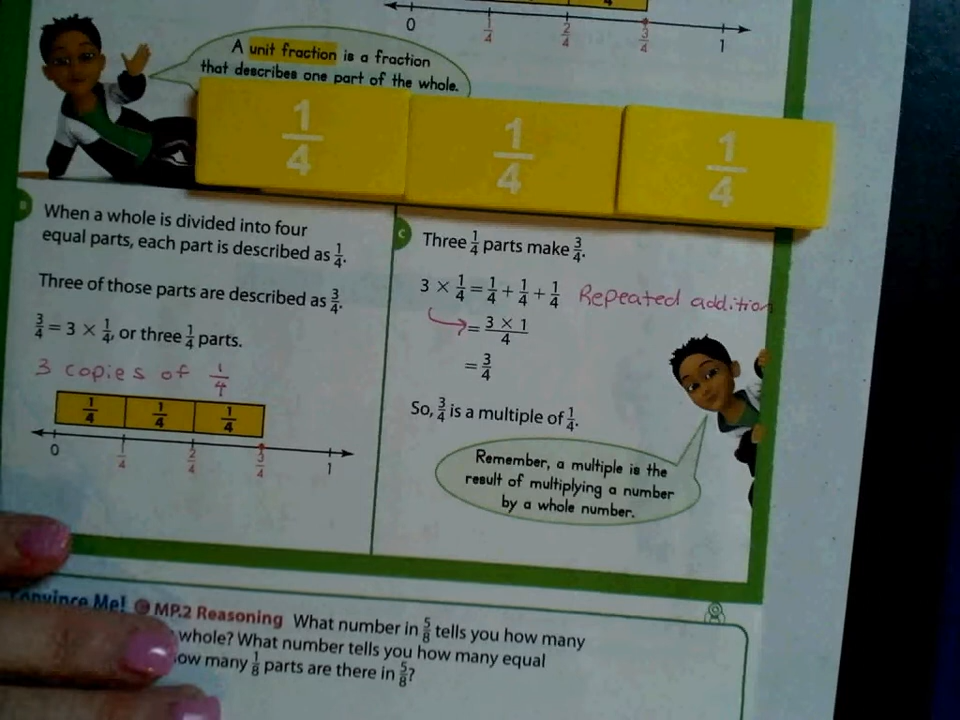 0 1/4 2/4 3/4 1
A unit fraction is a fraction
that describes one part of the whole.
1/4 1/4 1/4
When a whole is divided into four
equal parts, each part is described as 1/4.
Three of those parts are described as 3/4.
3/4 = 3 × 1/4, or three 1/4 parts.
3 copies of 1/4
1/4 1/4 1/4
0 1/4 2/4 3/4 1
C Three 1/4 parts make 3/4.
3 × 1/4 = 1/4 + 1/4 + 1/4 Repeated addition
= 3 × 1/4
= 3/4
So, 3/4 is a multiple of 1/4.
Remember, a multiple is the
result of multiplying a number
by a whole number.
Convince Me! MP.2 Reasoning What number in 5/8 tells you how many
whole? What number tells you how many equal
how many 1/8 parts are there in 5/8?